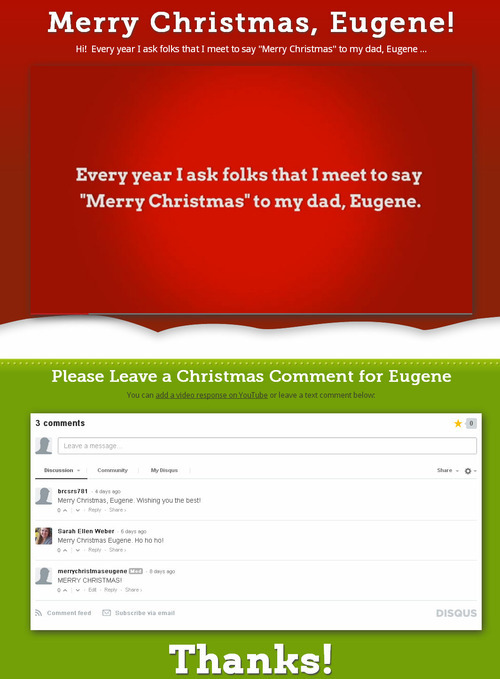 Merry Christmas, Eugene!
Hi! Every year I ask folks that I meet to say "Merry Christmas" to my dad, Eugene ...
Every year I ask folks that I meet to say
"Merry Christmas" to my dad, Eugene.
Please Leave a Christmas Comment for Eugene
You can add a video response on YouTube or leave a text comment below:
3 comments
0
Leave a message...
Discussion Community My Disqus Share
brcsrs781 · 4 days ago
Merry Christmas, Eugene. Wishing you the best!
0 Reply · Share ›
Sarah Ellen Weber · 6 days ago
Merry Christmas Eugene. Ho ho ho!
0 Reply · Share ›
merrychristmaseugene Mod · 8 days ago
MERRY CHRISTMAS!
0 Edit · Reply · Share ›
Comment feed Subscribe via email DISQUS
Thanks!